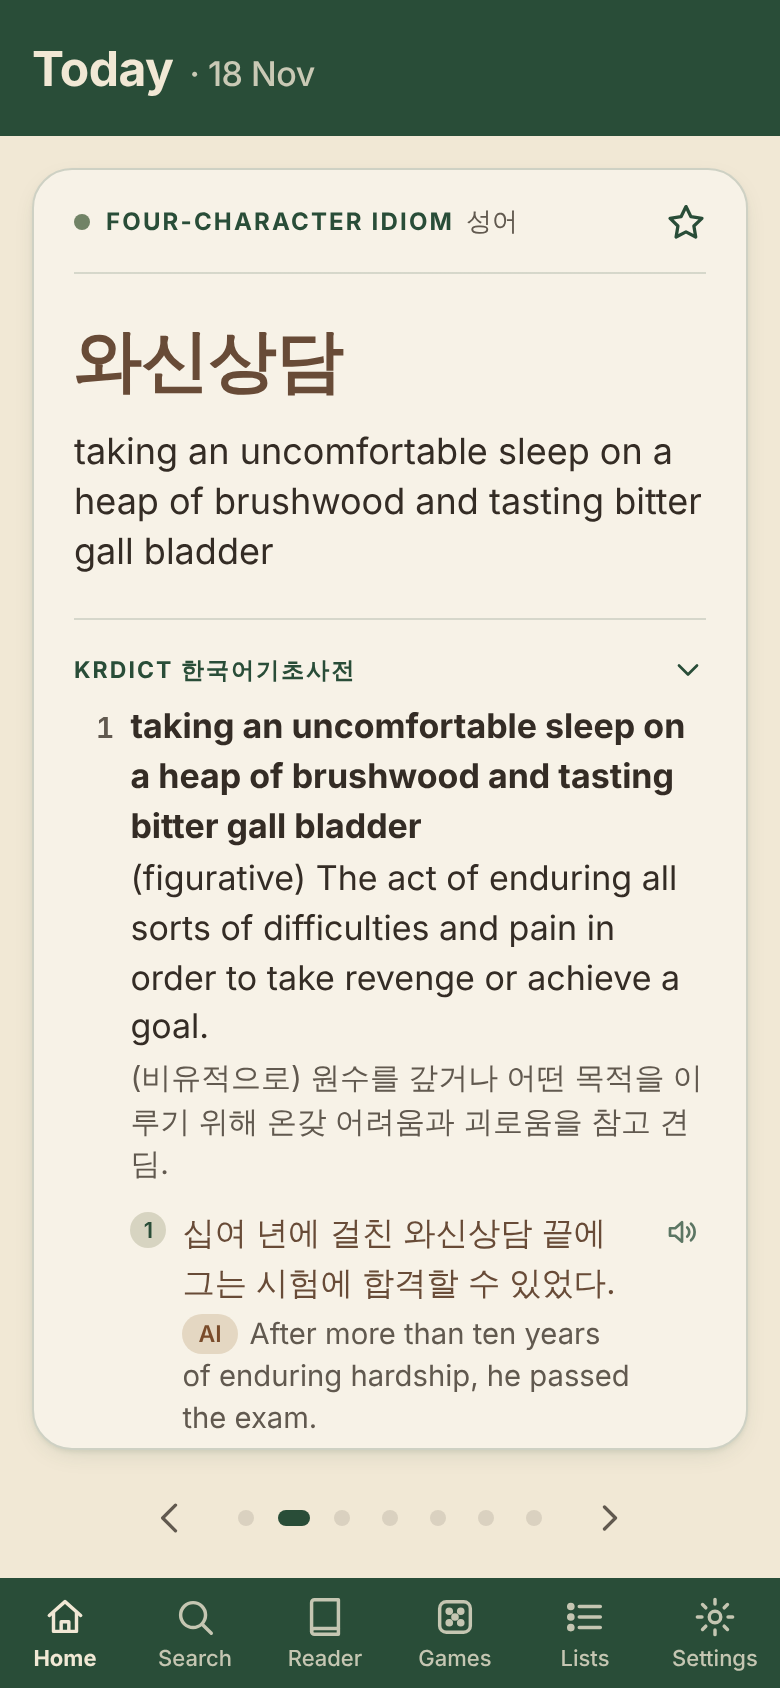 Today · 18 Nov
FOUR-CHARACTER IDIOM 성어
와신상담
taking an uncomfortable sleep on a
heap of brushwood and tasting bitter
gall bladder
KRDICT 한국어기초사전
1 taking an uncomfortable sleep on
a heap of brushwood and tasting
bitter gall bladder
(figurative) The act of enduring all
sorts of difficulties and pain in
order to take revenge or achieve a
goal.
(비유적으로) 원수를 갚거나 어떤 목적을 이
루기 위해 온갖 어려움과 괴로움을 참고 견
딤.
1 십여 년에 걸친 와신상담 끝에
그는 시험에 합격할 수 있었다.
AI After more than ten years
of enduring hardship, he passed
the exam.
Home Search Reader Games Lists Settings